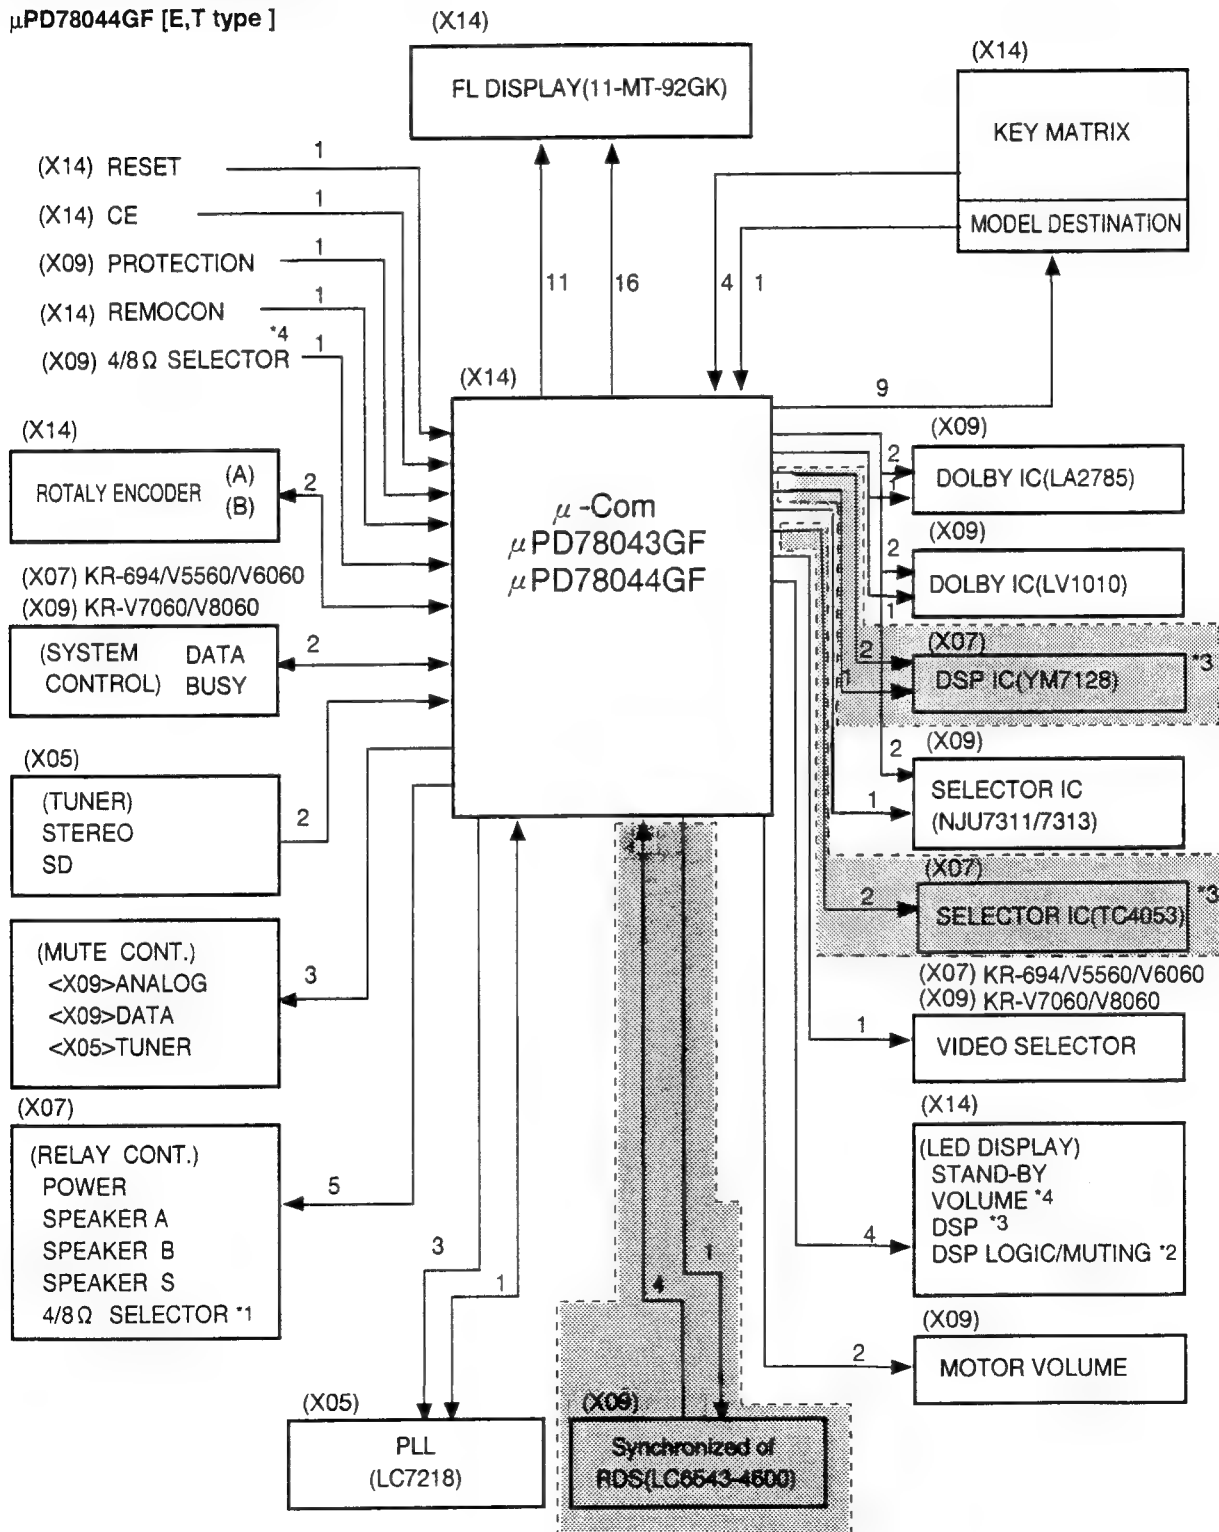 μPD78044GF [E,T type ]
(X14)
FL DISPLAY(11-MT-92GK)
(X14)
KEY MATRIX
MODEL DESTINATION
(X14) RESET
1
(X14) CE
1
(X09) PROTECTION
1
(X14) REMOCON
1
(X09) 4/8Ω SELECTOR *4
1
11
16
4
1
9
(X14)
μ-Com
μPD78043GF
μPD78044GF
(X14)
ROTALY ENCODER (A)
(B)
2
(X07) KR-694/V5560/V6060
(X09) KR-V7060/V8060
(SYSTEM DATA
CONTROL) BUSY
2
(X05)
(TUNER)
STEREO
SD
2
(MUTE CONT.)
<X09>ANALOG
<X09>DATA
<X05>TUNER
3
(X07)
(RELAY CONT.)
POWER
SPEAKER A
SPEAKER B
SPEAKER S
4/8Ω SELECTOR *1
5
(X09)
DOLBY IC(LA2785)
2
1
(X09)
DOLBY IC(LV1010)
2
1
(X07)
DSP IC(YM7128)
*3
2
1
(X09)
SELECTOR IC
(NJU7311/7313)
2
1
(X07)
SELECTOR IC(TC4053)
*3
2
(X07) KR-694/V5560/V6060
(X09) KR-V7060/V8060
VIDEO SELECTOR
1
(X14)
(LED DISPLAY)
STAND-BY
VOLUME *4
DSP *3
DSP LOGIC/MUTING *2
4
(X09)
MOTOR VOLUME
2
3
1
(X05)
PLL
(LC7218)
4
4
1
(X09)
Synchronized of
RDS(LC6543-4600)